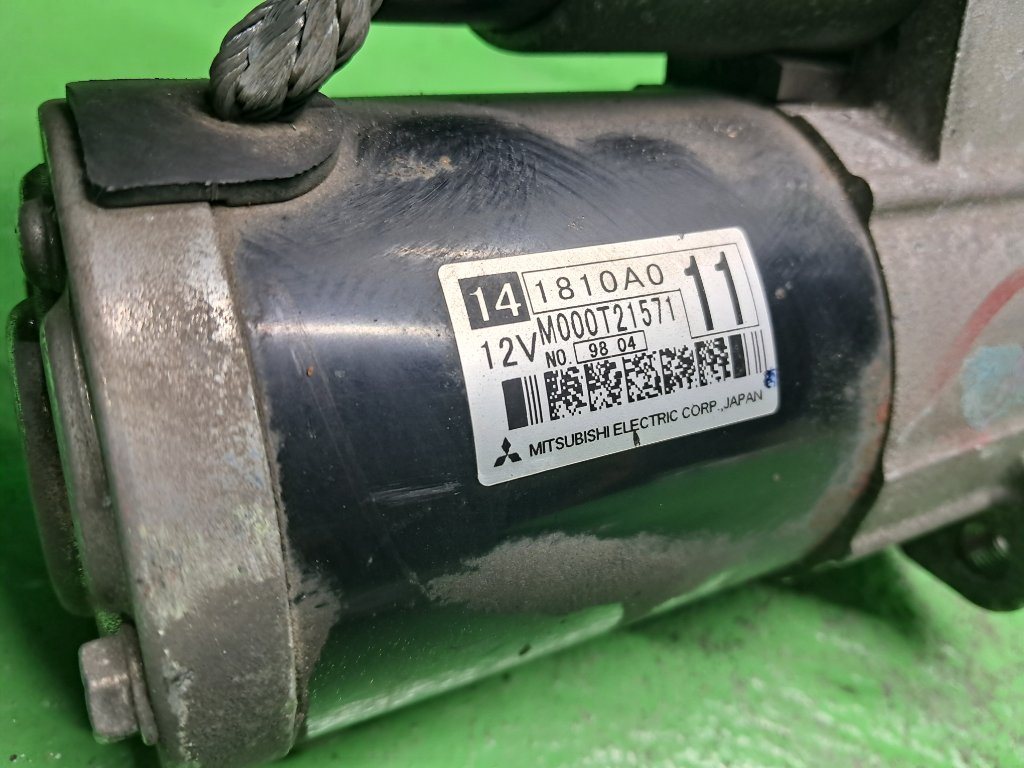 14 1810A0 11
12V M000T21571
NO. 98 04
MITSUBISHI ELECTRIC CORP., JAPAN